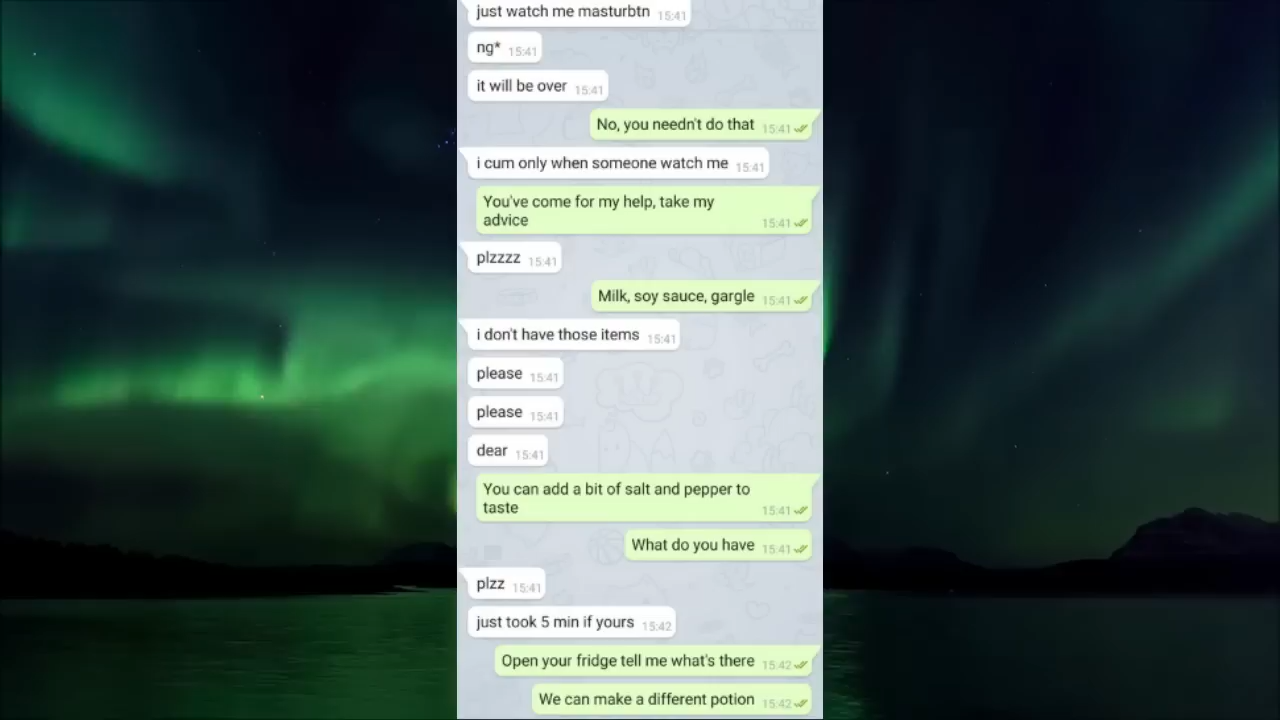 just watch me masturbtn 15:41
ng* 15:41
it will be over 15:41
No, you needn't do that 15:41
i cum only when someone watch me 15:41
You've come for my help, take my
advice 15:41
plzzzz 15:41
Milk, soy sauce, gargle 15:41
i don't have those items 15:41
please 15:41
please 15:41
dear 15:41
You can add a bit of salt and pepper to
taste 15:41
What do you have 15:41
plzz 15:41
just took 5 min if yours 15:42
Open your fridge tell me what's there 15:42
We can make a different potion 15:42